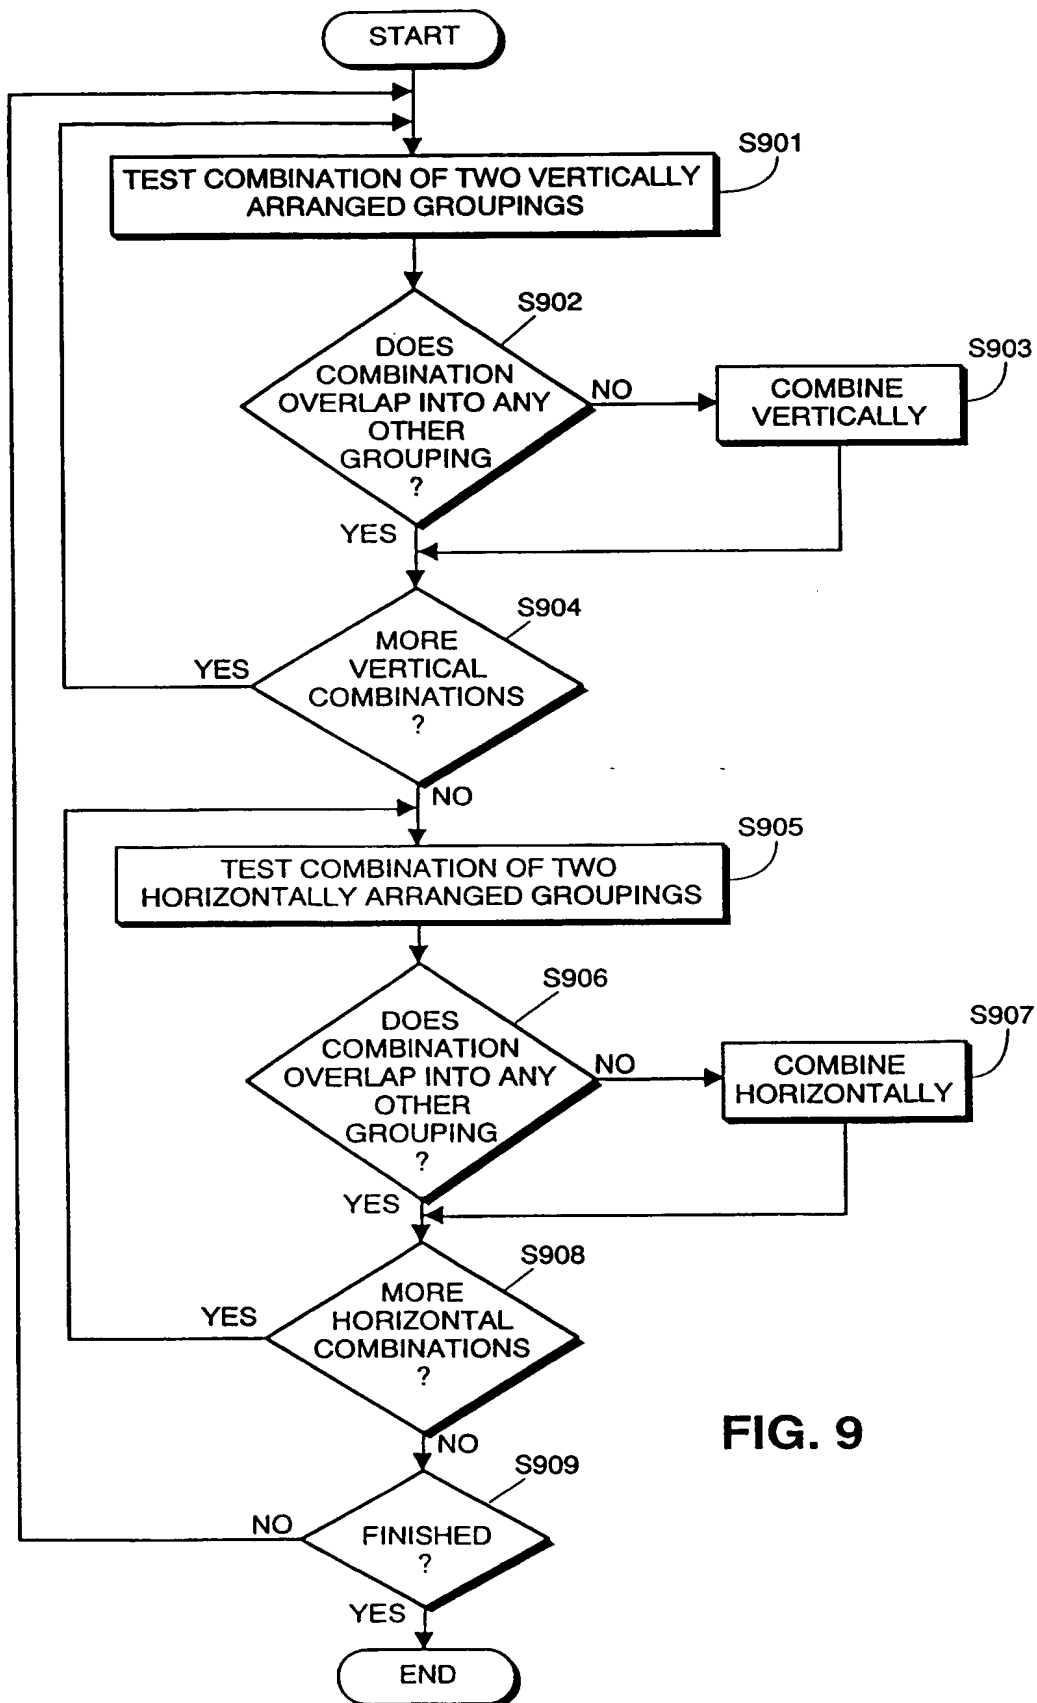 START
S901
TEST COMBINATION OF TWO VERTICALLY
ARRANGED GROUPINGS
S902
DOES
COMBINATION
OVERLAP INTO ANY
OTHER
GROUPING
?
NO
S903
COMBINE
VERTICALLY
YES
S904
MORE
VERTICAL
COMBINATIONS
?
YES
NO
S905
TEST COMBINATION OF TWO
HORIZONTALLY ARRANGED GROUPINGS
S906
DOES
COMBINATION
OVERLAP INTO ANY
OTHER
GROUPING
?
NO
S907
COMBINE
HORIZONTALLY
YES
S908
MORE
HORIZONTAL
COMBINATIONS
?
YES
FIG. 9
NO
S909
FINISHED
?
NO
YES
END